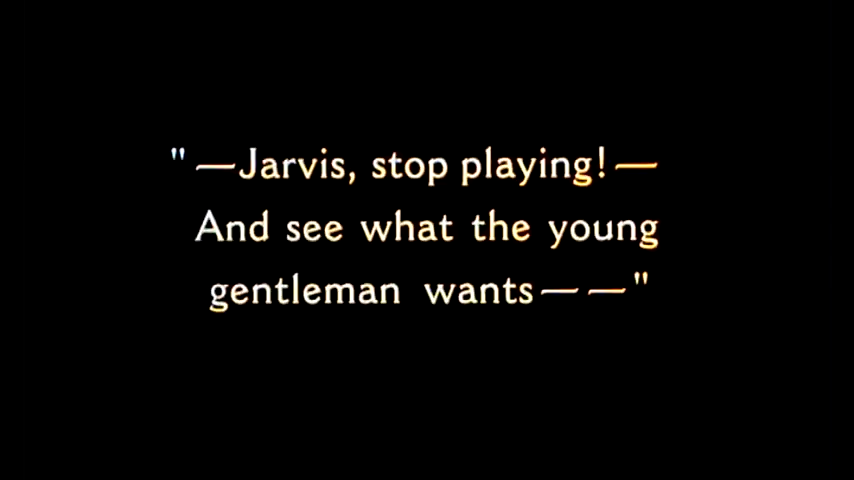 "—Jarvis, stop playing!—
And see what the young
gentleman wants——"